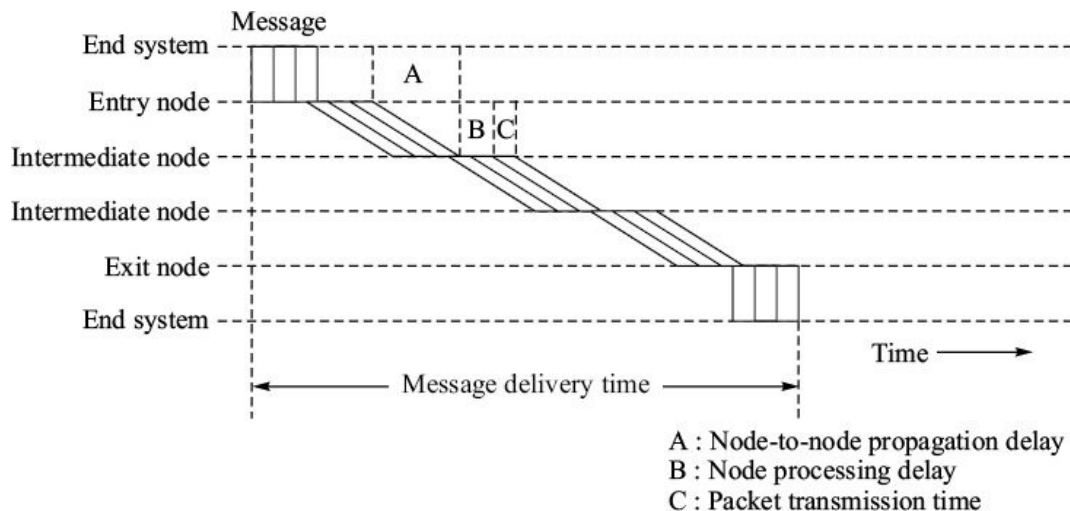 Message
End system
A
Entry node
B C
Intermediate node
Intermediate node
Exit node
End system
Time
Message delivery time
A : Node-to-node propagation delay
B : Node processing delay
C : Packet transmission time